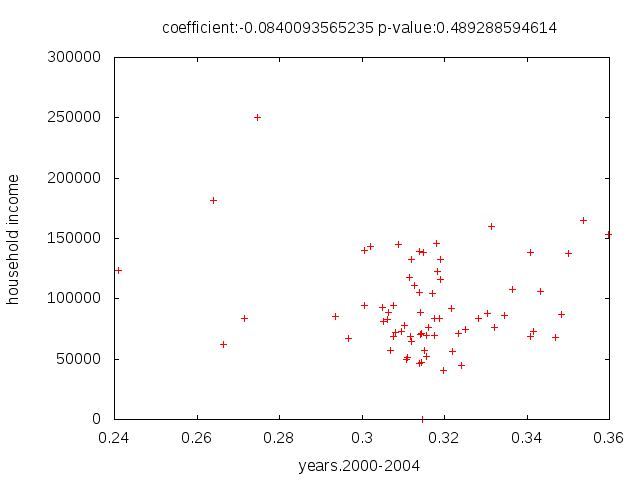 coefficient:-0.0840093565235 p-value:0.489288594614
300000
250000
200000
150000
100000
50000
0
household income
0.24 0.26 0.28 0.3 0.32 0.34 0.36
years.2000-2004